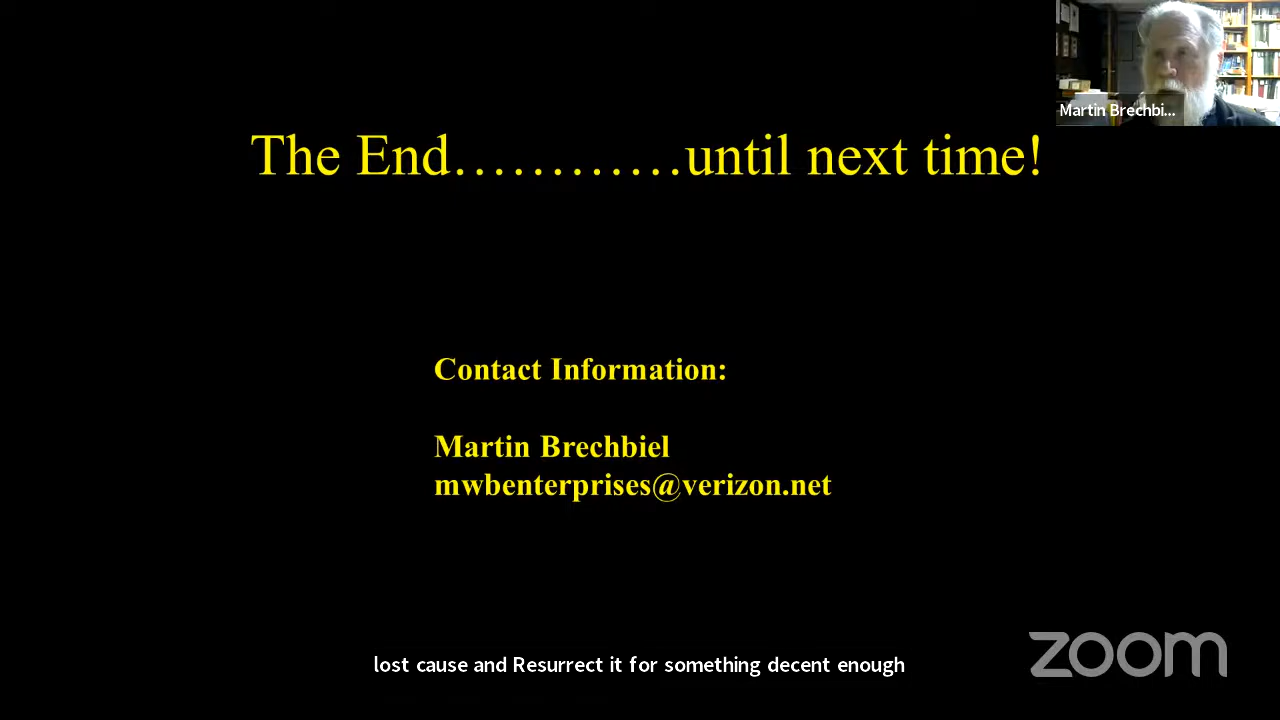 Martin Brechbi...
The End…………until next time!
Contact Information:
Martin Brechbiel
mwbenterprises@verizon.net
lost cause and Resurrect it for something decent enough
zoom